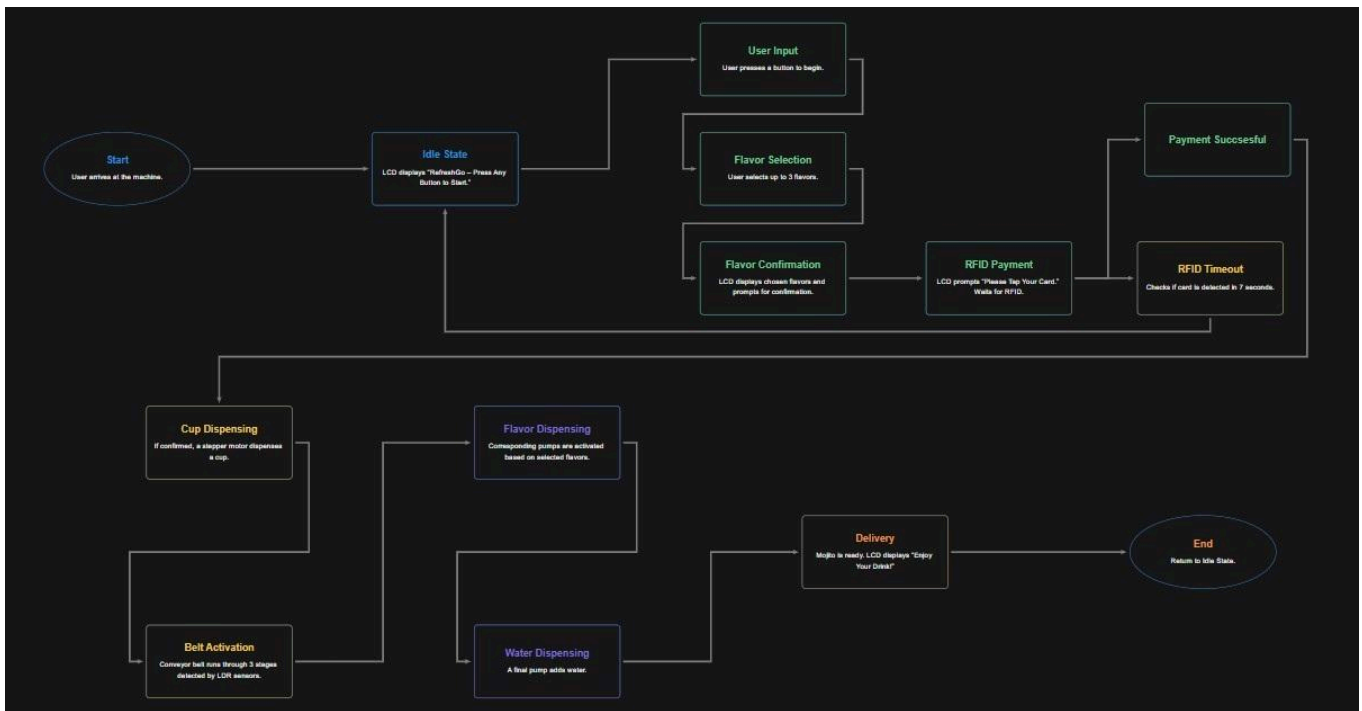 Start
User arrives at the machine.
Idle State
LCD displays "RefreshGo – Press Any
Button to Start."
User Input
User presses a button to begin.
Flavor Selection
User selects up to 3 flavors.
Flavor Confirmation
LCD displays chosen flavors and
prompts for confirmation.
RFID Payment
LCD prompts "Please Tap Your Card."
Waits for RFID.
Payment Succsesful
RFID Timeout
Checks if card is detected in 7 seconds.
Cup Dispensing
If confirmed, a stepper motor dispenses
a cup.
Belt Activation
Conveyor belt runs through 3 stages
detected by LDR sensors.
Flavor Dispensing
Corresponding pumps are activated
based on selected flavors.
Water Dispensing
A final pump adds water.
Delivery
Mojito is ready. LCD displays "Enjoy
Your Drink!"
End
Return to Idle State.